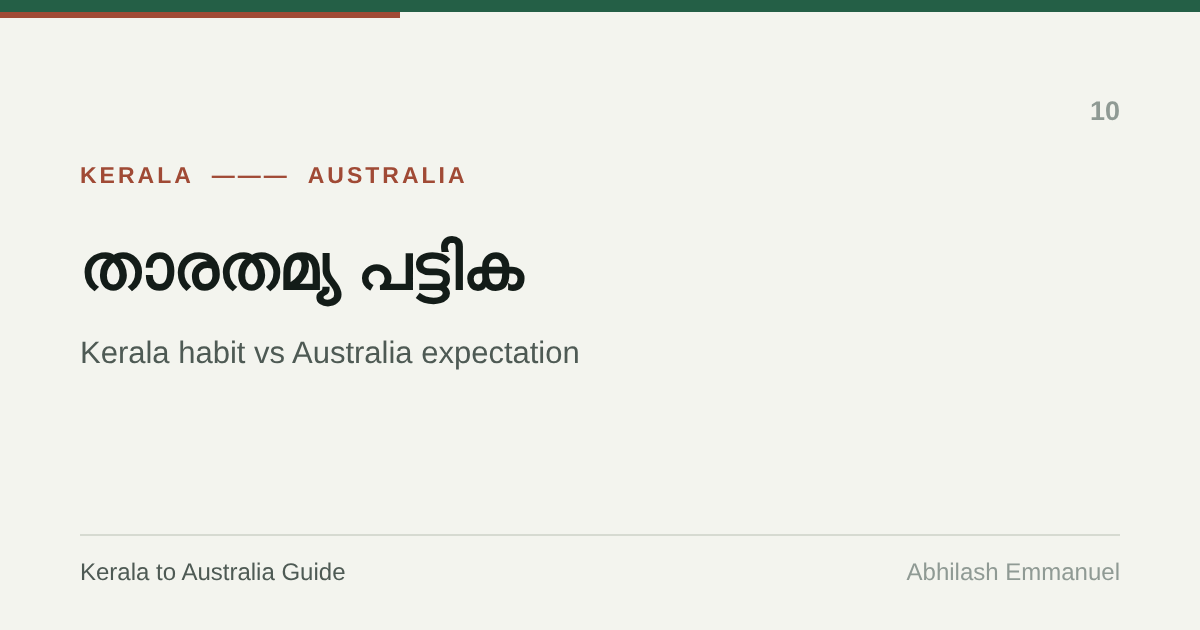 10
KERALA ——— AUSTRALIA
താരതമ്യ പട്ടിക
Kerala habit vs Australia expectation
Kerala to Australia Guide
Abhilash Emmanuel